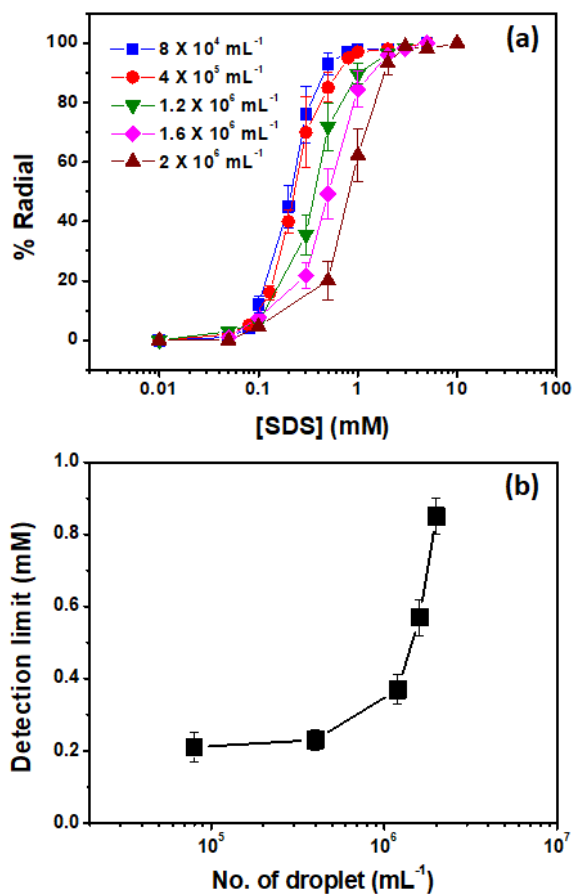 (a)
8 X 10⁴ mL⁻¹
4 X 10⁵ mL⁻¹
1.2 X 10⁶ mL⁻¹
1.6 X 10⁶ mL⁻¹
2 X 10⁶ mL⁻¹
100
80
60
40
20
0
% Radial
0.01 0.1 1 10 100
[SDS] (mM)
(b)
1.0
0.8
0.6
0.4
0.2
0.0
Detection limit (mM)
10⁵ 10⁶ 10⁷
No. of droplet (mL⁻¹)